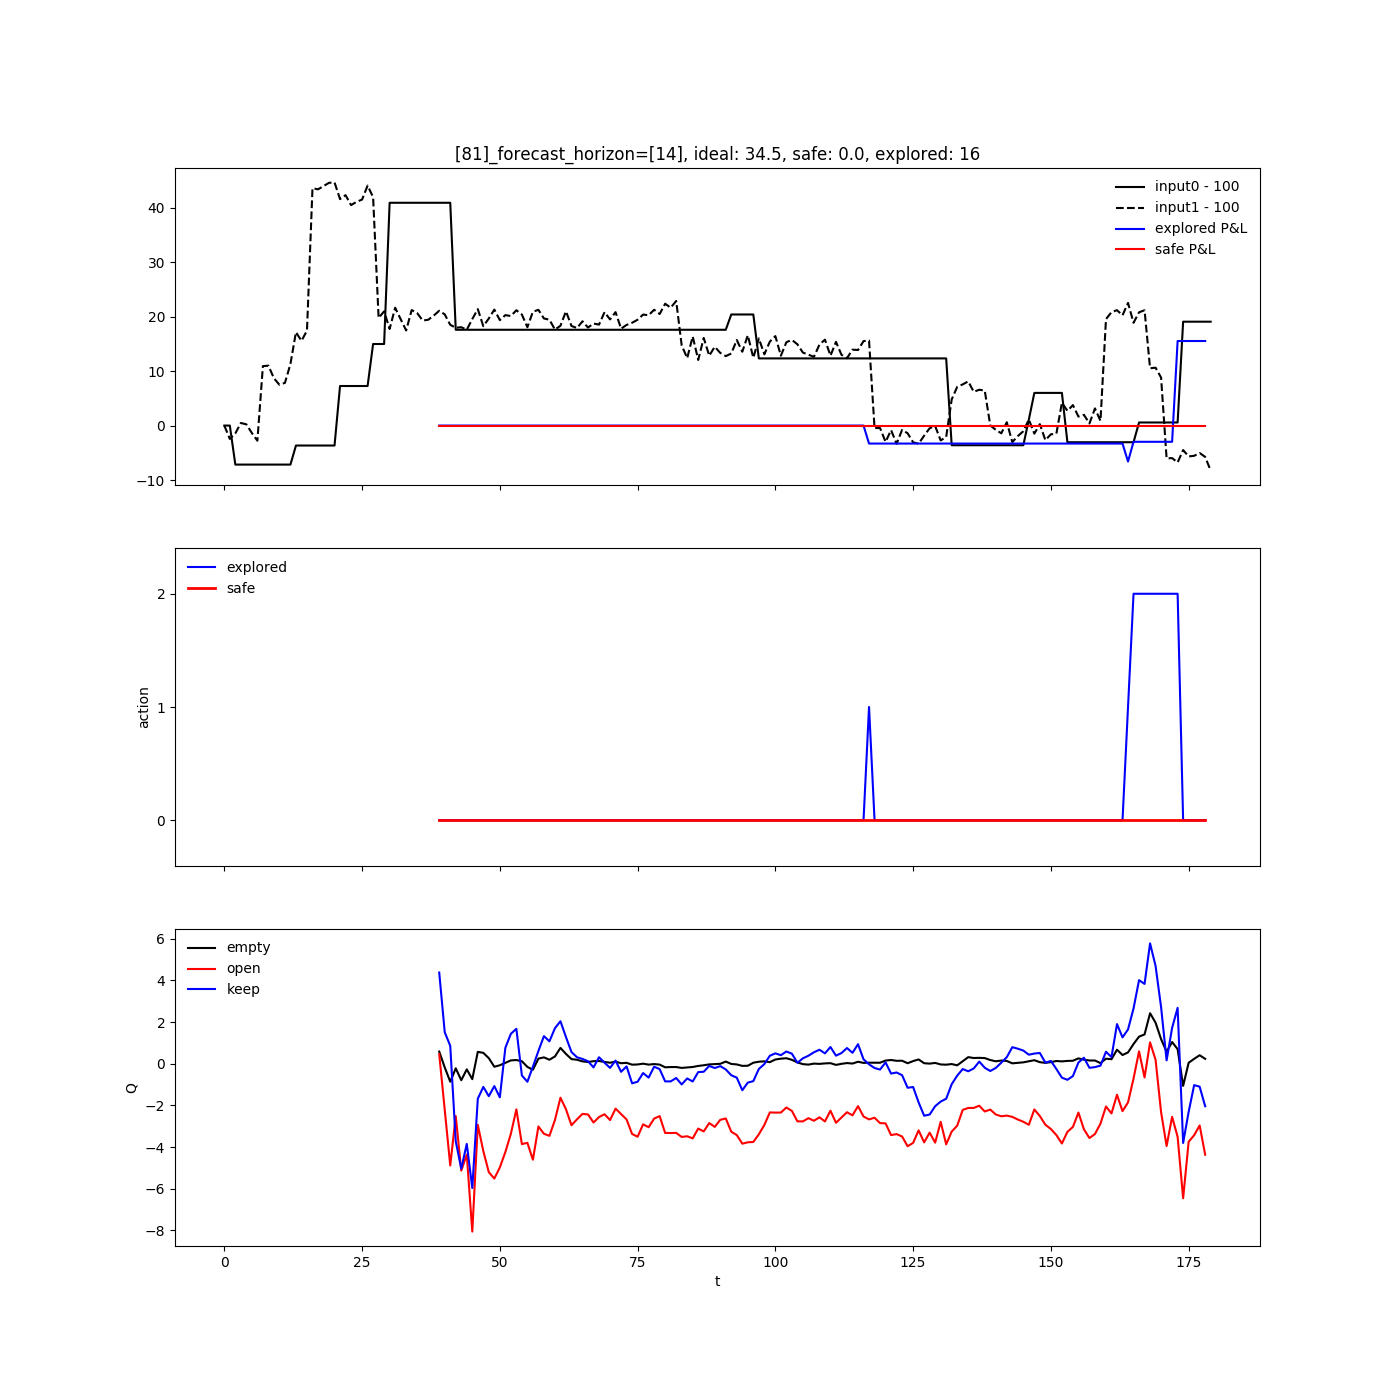 [81]_forecast_horizon=[14], ideal: 34.5, safe: 0.0, explored: 16
40
30
20
10
0
−10
input0 - 100
input1 - 100
explored P&L
safe P&L
explored
safe
2
1
0
action
empty
open
keep
6
4
2
0
−2
−4
−6
−8
Q
0 25 50 75 100 125 150 175
t